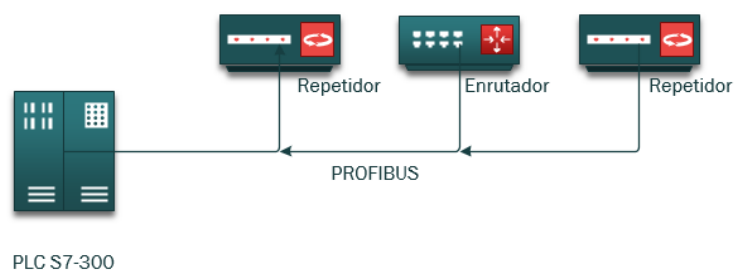 Repetidor
Enrutador
Repetidor
PROFIBUS
PLC S7-300